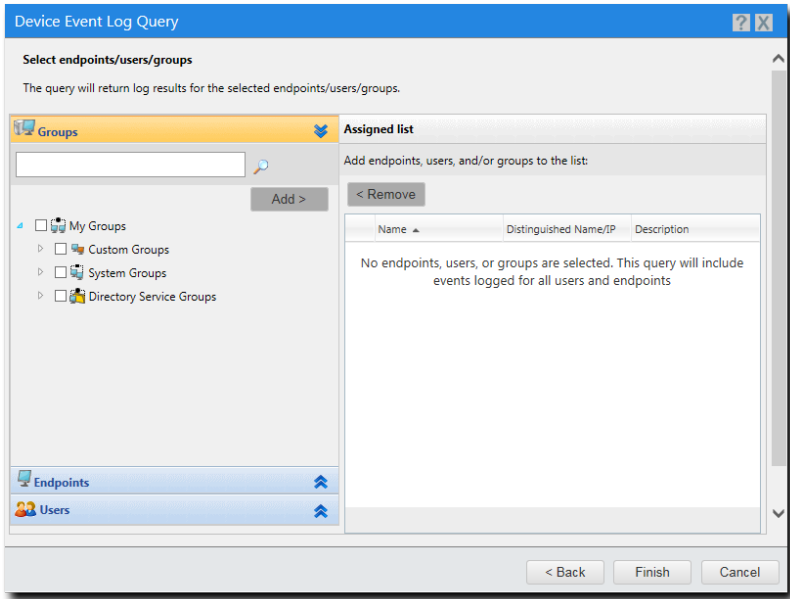 Device Event Log Query
? X
Select endpoints/users/groups
The query will return log results for the selected endpoints/users/groups.
Groups
Add >
My Groups
Custom Groups
System Groups
Directory Service Groups
Endpoints
Users
Assigned list
Add endpoints, users, and/or groups to the list:
< Remove
Name Distinguished Name/IP Description
No endpoints, users, or groups are selected. This query will include
events logged for all users and endpoints
< Back Finish Cancel